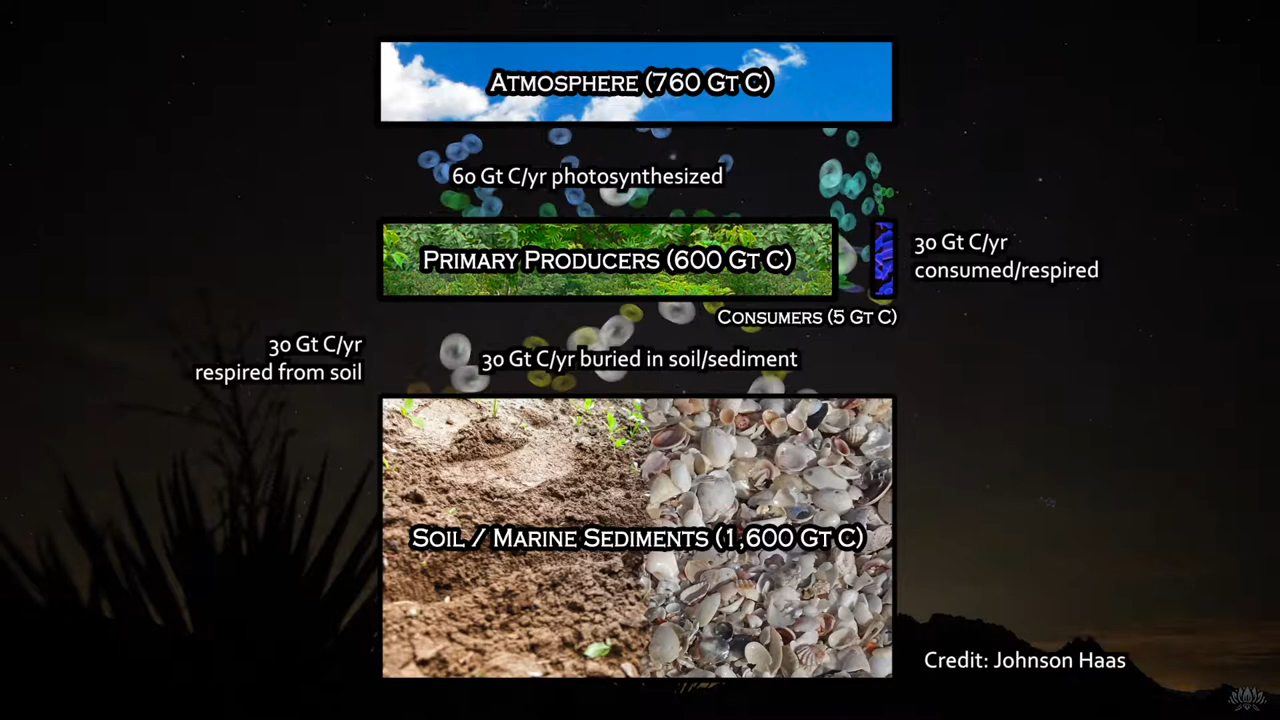 ATMOSPHERE (760 GT C)
60 Gt C/yr photosynthesized
PRIMARY PRODUCERS (600 GT C)
30 Gt C/yr
consumed/respired
CONSUMERS (5 GT C)
30 Gt C/yr
respired from soil
30 Gt C/yr buried in soil/sediment
SOIL / MARINE SEDIMENTS (1,600 GT C)
Credit: Johnson Haas